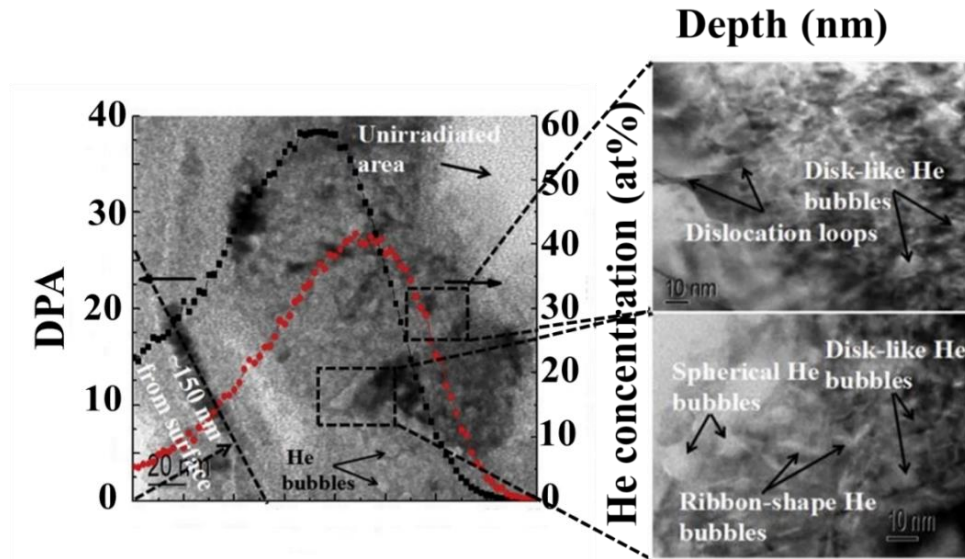 Depth (nm)
40
30
20
10
0
DPA
60
50
40
30
20
10
0
He concentration (at%)
Unirradiated
area
~150 nm
from surface
20 nm
He
bubbles
Disk-like He
bubbles
Dislocation loops
10 nm
Spherical He
bubbles
Disk-like He
bubbles
Ribbon-shape He
bubbles
10 nm